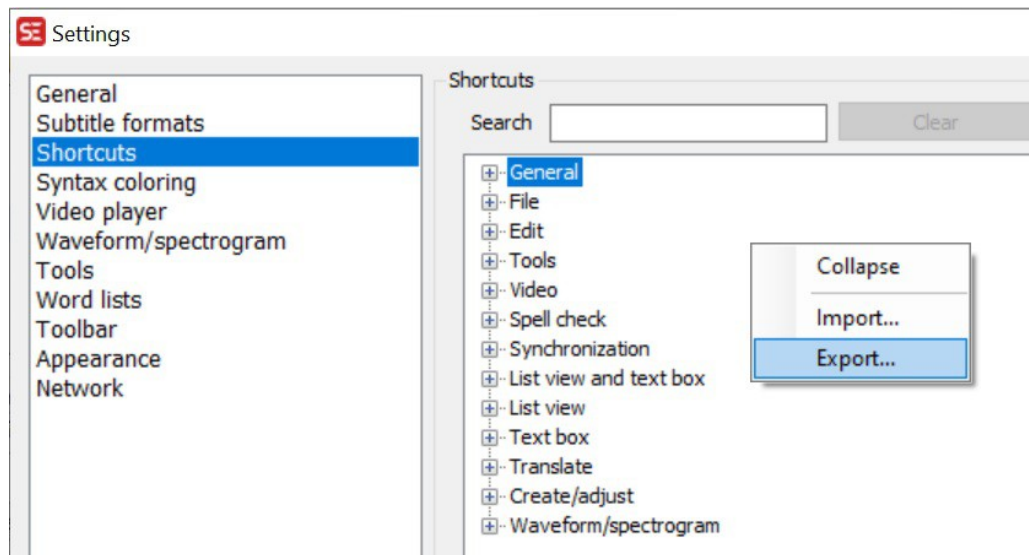 SE Settings
General
Subtitle formats
Shortcuts
Syntax coloring
Video player
Waveform/spectrogram
Tools
Word lists
Toolbar
Appearance
Network
Shortcuts
Search
Clear
General
File
Edit
Tools
Video
Spell check
Synchronization
List view and text box
List view
Text box
Translate
Create/adjust
Waveform/spectrogram
Collapse
Import...
Export...